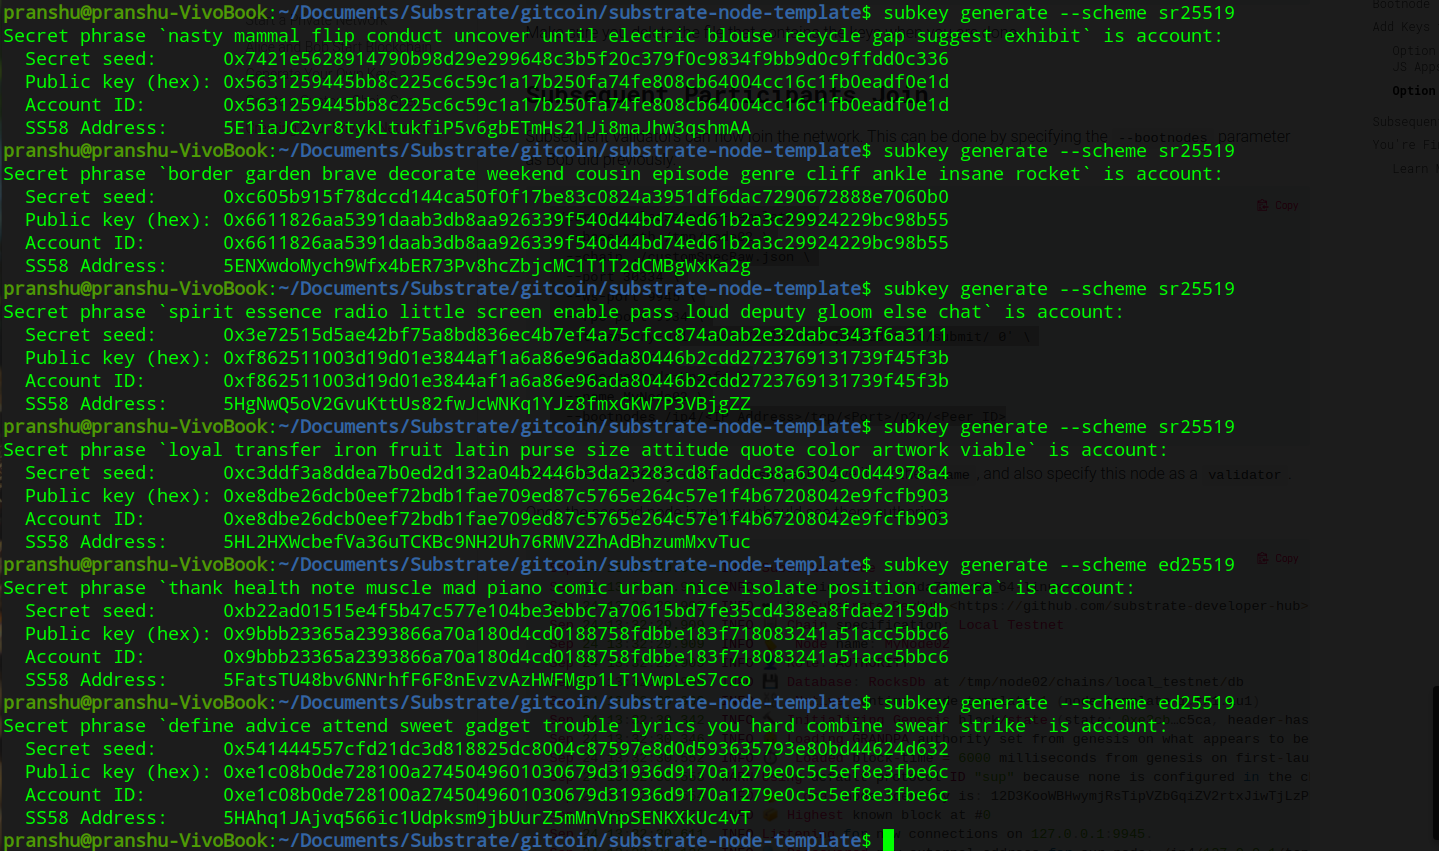 pranshu@pranshu-VivoBook:~/Documents/Substrate/gitcoin/substrate-node-template$ subkey generate --scheme sr25519
Secret phrase `nasty mammal flip conduct uncover until electric abuse recycle gap suggest exhibit` is account:
Secret seed: 0x7421e5628914790b98d29e299648c3b5f20c379f0c9834f9bb9d0c9ffdd0c336
Public key (hex): 0x5631259445bb8c225c6c59c1a17b250fa74fe808cb64004cc16c1fb0eadf0e1d
Account ID: 0x5631259445bb8c225c6c59c1a17b250fa74fe808cb64004cc16c1fb0eadf0e1d
SS58 Address: 5E1iaJC2vr8tykLtukfiP5v6gbETmHs21Ji8maJhw3qshmAA
pranshu@pranshu-VivoBook:~/Documents/Substrate/gitcoin/substrate-node-template$ subkey generate --scheme sr25519
Secret phrase `border garden brave decorate weekend cousin episode genre cliff ankle insane rocket` is account:
Secret seed: 0xc605b915f78dccd144ca50f0f17be83c0824a3951df6dac7290672888e7060b0
Public key (hex): 0x6611826aa5391daab3db8aa926339f540d44bd74ed61b2a3c29924229bc98b55
Account ID: 0x6611826aa5391daab3db8aa926339f540d44bd74ed61b2a3c29924229bc98b55
SS58 Address: 5ENXwdoMych9Wfx4bER73Pv8hcZbjcMC1T1T2dCMBgWxKa2g
pranshu@pranshu-VivoBook:~/Documents/Substrate/gitcoin/substrate-node-template$ subkey generate --scheme sr25519
Secret phrase `spirit essence radio little screen enable pass loud deputy gloom else chat` is account:
Secret seed: 0x3e72515d5ae42bf75a8bd836ec4b7ef4a75cfcc874a0ab2e32dabc343f6a3111
Public key (hex): 0xf862511003d19d01e3844af1a6a86e96ada80446b2cdd2723769131739f45f3b
Account ID: 0xf862511003d19d01e3844af1a6a86e96ada80446b2cdd2723769131739f45f3b
SS58 Address: 5HgNwQ5oV2GvuKttUs82fwJcWNKq1YJz8fmxGKW7P3VBjgZZ
pranshu@pranshu-VivoBook:~/Documents/Substrate/gitcoin/substrate-node-template$ subkey generate --scheme sr25519
Secret phrase `loyal transfer iron fruit latin purse size attitude quote color artwork viable` is account:
Secret seed: 0xc3ddf3a8ddea7b0ed2d132a04b2446b3da23283cd8faddc38a6304c0d44978a4
Public key (hex): 0xe8dbe26dcb0eef72bdb1fae709ed87c5765e264c57e1f4b67208042e9fcfb903
Account ID: 0xe8dbe26dcb0eef72bdb1fae709ed87c5765e264c57e1f4b67208042e9fcfb903
SS58 Address: 5HL2HXWcbefVa36uTCKBc9NH2Uh76RMV2ZhAdBhzumMxvTuc
pranshu@pranshu-VivoBook:~/Documents/Substrate/gitcoin/substrate-node-template$ subkey generate --scheme ed25519
Secret phrase `thank health note muscle mad piano comic urban nice isolate position camera` is account:
Secret seed: 0xb22ad01515e4f5b47c577e104be3ebbc7a70615bd7fe35cd438ea8fdae2159db
Public key (hex): 0x9bbb23365a2393866a70a180d4cd0188758fdbbe183f718083241a51acc5bbc6
Account ID: 0x9bbb23365a2393866a70a180d4cd0188758fdbbe183f718083241a51acc5bbc6
SS58 Address: 5FatsTU48bv6NNrhfF6F8nEvzvAzHWFMgp1LT1VwpLeS7cco
pranshu@pranshu-VivoBook:~/Documents/Substrate/gitcoin/substrate-node-template$ subkey generate --scheme ed25519
Secret phrase `define advice attend sweet gadget trouble lyrics yard hard combine swear strike` is account:
Secret seed: 0x541444557cfd21dc3d818825dc8004c87597e8d0d593635793e80bd44624d632
Public key (hex): 0xe1c08b0de728100a2745049601030679d31936d9170a1279e0c5c5ef8e3fbe6c
Account ID: 0xe1c08b0de728100a2745049601030679d31936d9170a1279e0c5c5ef8e3fbe6c
SS58 Address: 5HAhq1JAjvq566ic1Udpksm9jbUurZ5mMnVnpSENKXkUc4vT
pranshu@pranshu-VivoBook:~/Documents/Substrate/gitcoin/substrate-node-template$